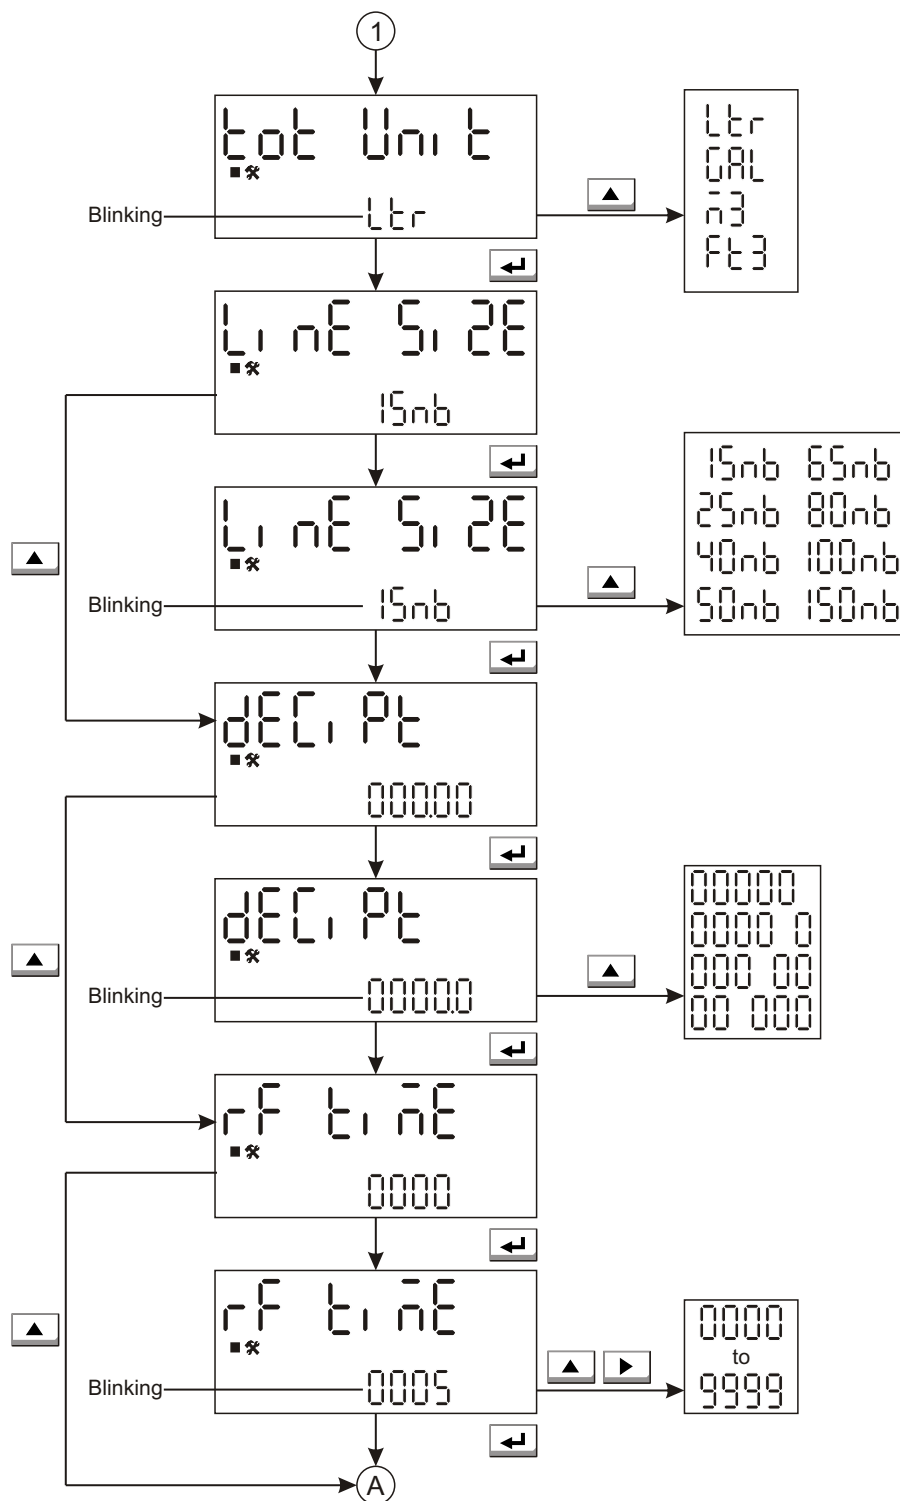 1
tot Unit
Blinking
Ltr
Ltr
GAL
m3
Ft3
LinE SiZE
15nb
LinE SiZE
Blinking
15nb
15nb 65nb
25nb 80nb
40nb 100nb
50nb 150nb
dECi Pt
000.00
dECi Pt
Blinking
0000.0
00000
0000 0
000 00
00 000
rF timE
0000
rF timE
Blinking
0005
0000
to
9999
A